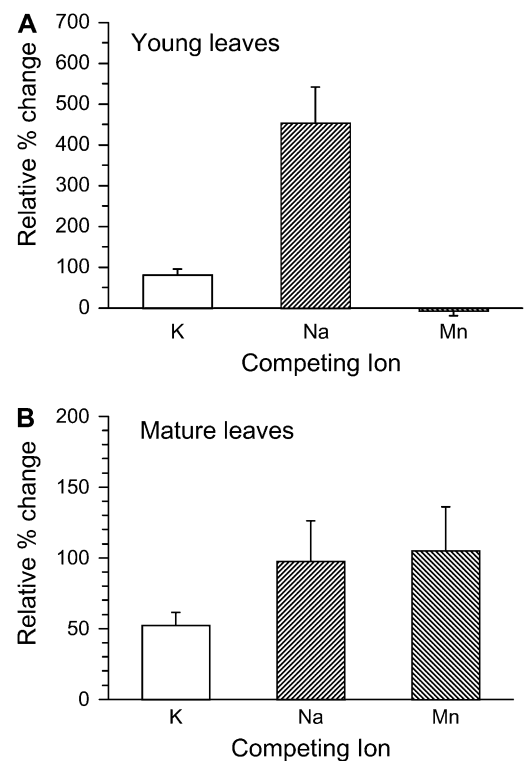 A
Young leaves
Relative % change
700
600
500
400
300
200
100
0
K Na Mn
Competing Ion
B
Mature leaves
Relative % change
200
150
100
50
0
K Na Mn
Competing Ion